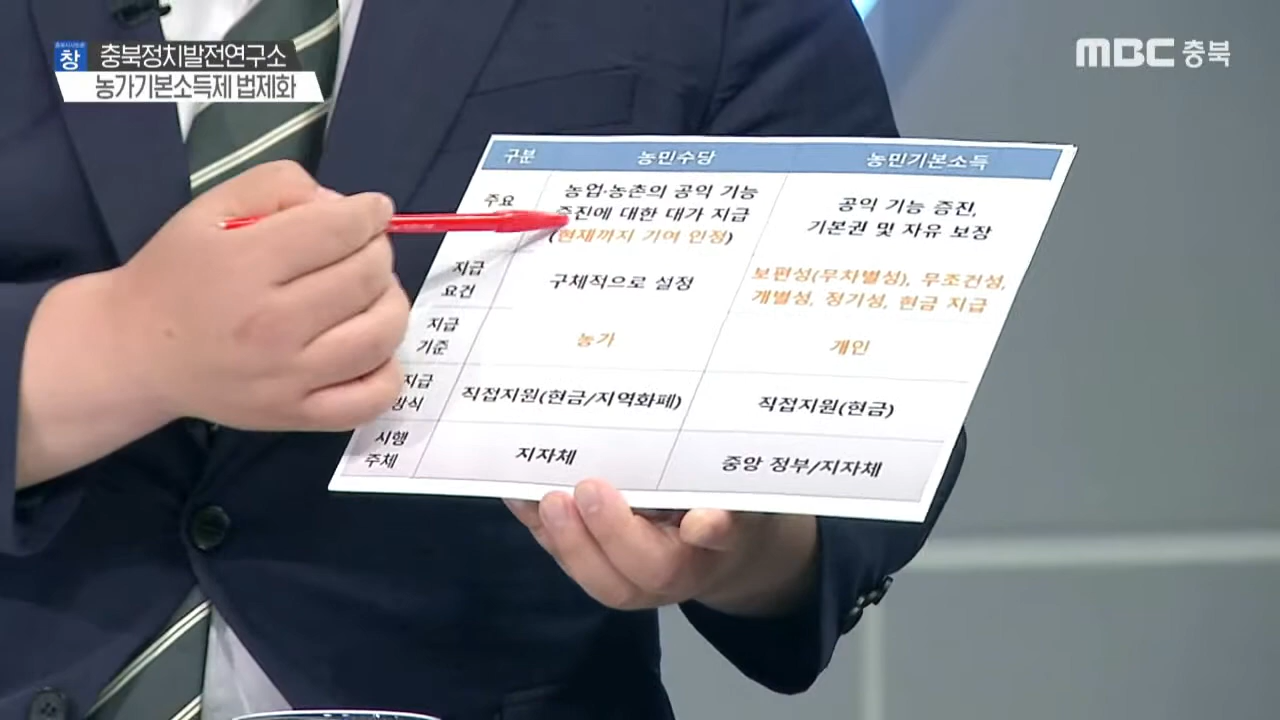 창
충북정치발전연구소
농가기본소득제 법제화
MBC 충북
구분 농민수당 농민기본소득
주요
농업·농촌의 공익 기능
증진에 대한 대가 지급
(현재까지 기여 인정)
공익 기능 증진,
기본권 및 자유 보장
지급
요건
구체적으로 설정
보편성(무차별성), 무조건성,
개별성, 정기성, 현금 지급
지급
기준
농가
개인
지급
방식
직접지원(현금/지역화폐)
직접지원(현금)
시행
주체
지자체
중앙 정부/지자체